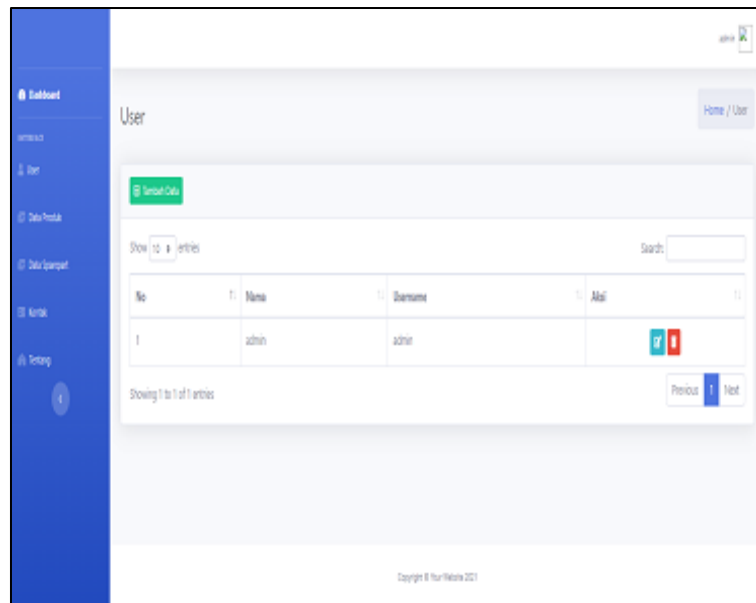 admin
Dashboard
INTERFACE
User
Data Produk
Data Sparepart
Kontak
Tentang
User
Home / User
Tambah Data
Show 10 entries
Search:
No Nama Username Aksi
1 admin admin
Showing 1 to 1 of 1 entries
Previous 1 Next
Copyright © Your Website 2021